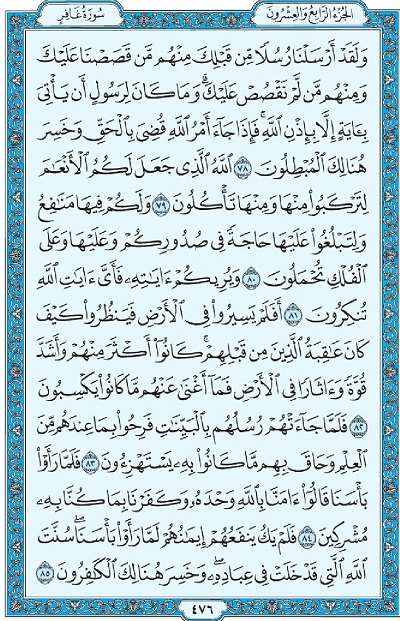 الجزء الرابع والعشرون
سورة غافر
وَلَقَدۡ أَرۡسَلۡنَا رُسُلٗا مِّن قَبۡلِكَ مِنۡهُم مَّن قَصَصۡنَا عَلَيۡكَ
وَمِنۡهُم مَّن لَّمۡ نَقۡصُصۡ عَلَيۡكَۗ وَمَا كَانَ لِرَسُولٍ أَن يَأۡتِيَ
بِـَٔايَةٍ إِلَّا بِإِذۡنِ ٱللَّهِۚ فَإِذَا جَآءَ أَمۡرُ ٱللَّهِ قُضِيَ بِٱلۡحَقِّ وَخَسِرَ
هُنَالِكَ ٱلۡمُبۡطِلُونَ ٧٨ ٱللَّهُ ٱلَّذِي جَعَلَ لَكُمُ ٱلۡأَنۡعَٰمَ
لِتَرۡكَبُواْ مِنۡهَا وَمِنۡهَا تَأۡكُلُونَ ٧٩ وَلَكُمۡ فِيهَا مَنَٰفِعُ
وَلِتَبۡلُغُواْ عَلَيۡهَا حَاجَةٗ فِي صُدُورِكُمۡ وَعَلَيۡهَا وَعَلَى
ٱلۡفُلۡكِ تُحۡمَلُونَ ٨٠ وَيُرِيكُمۡ ءَايَٰتِهِۦ فَأَيَّ ءَايَٰتِ ٱللَّهِ
تُنكِرُونَ ٨١ أَفَلَمۡ يَسِيرُواْ فِي ٱلۡأَرۡضِ فَيَنظُرُواْ كَيۡفَ
كَانَ عَٰقِبَةُ ٱلَّذِينَ مِن قَبۡلِهِمۡۚ كَانُوٓاْ أَكۡثَرَ مِنۡهُمۡ وَأَشَدَّ
قُوَّةٗ وَءَاثَارٗا فِي ٱلۡأَرۡضِ فَمَآ أَغۡنَىٰ عَنۡهُم مَّا كَانُواْ يَكۡسِبُونَ
٨٢ فَلَمَّا جَآءَتۡهُمۡ رُسُلُهُم بِٱلۡبَيِّنَٰتِ فَرِحُواْ بِمَا عِندَهُم مِّنَ
ٱلۡعِلۡمِ وَحَاقَ بِهِم مَّا كَانُواْ بِهِۦ يَسۡتَهۡزِءُونَ ٨٣ فَلَمَّا رَأَوۡاْ
بَأۡسَنَا قَالُوٓاْ ءَامَنَّا بِٱللَّهِ وَحۡدَهُۥ وَكَفَرۡنَا بِمَا كُنَّا بِهِۦ
مُشۡرِكِينَ ٨٤ فَلَمۡ يَكُ يَنفَعُهُمۡ إِيمَٰنُهُمۡ لَمَّا رَأَوۡاْ بَأۡسَنَاۖ سُنَّتَ
ٱللَّهِ ٱلَّتِي قَدۡ خَلَتۡ فِي عِبَادِهِۦۖ وَخَسِرَ هُنَالِكَ ٱلۡكَٰفِرُونَ ٨٥
٤٧٦